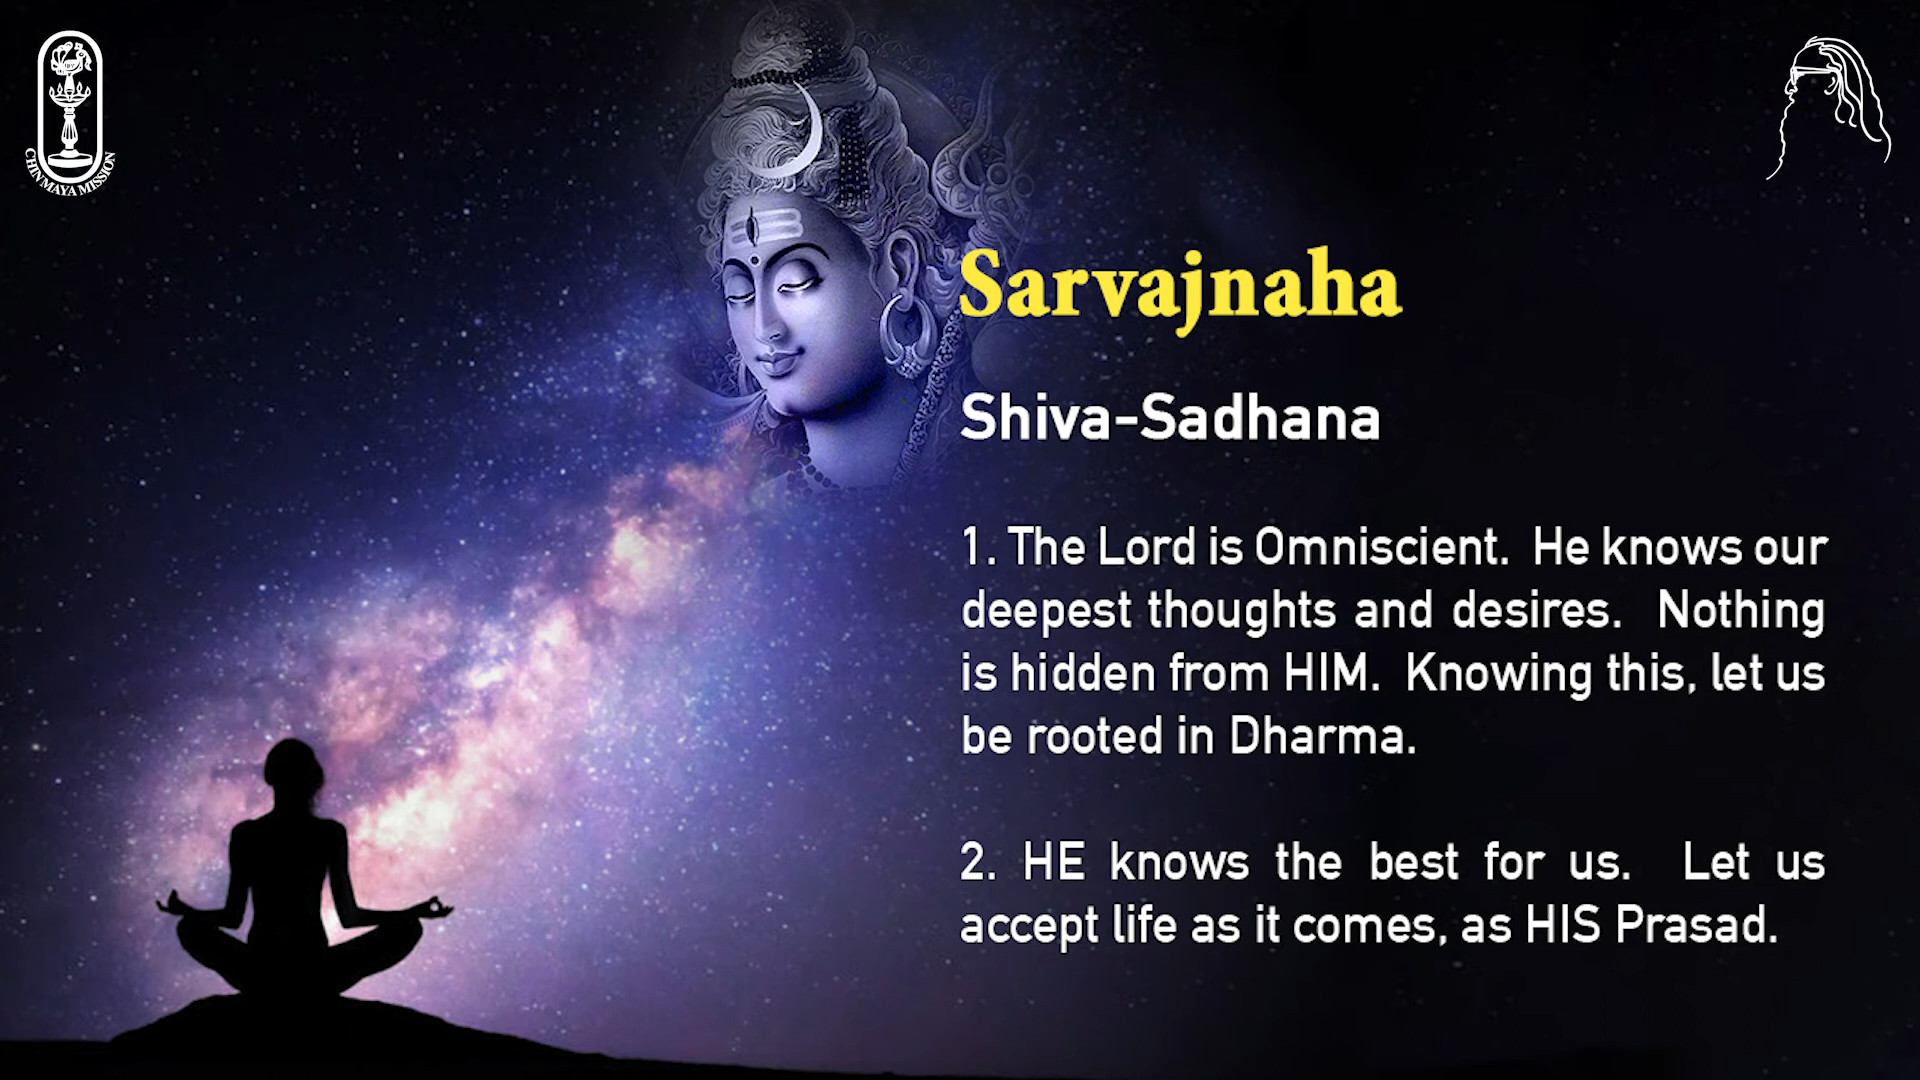 CHINMAYA MISSION
Sarvajnaha
Shiva-Sadhana
1. The Lord is Omniscient.  He knows our
deepest thoughts and desires.  Nothing
is hidden from HIM.  Knowing this, let us
be rooted in Dharma.
2. HE knows the best for us.  Let us
accept life as it comes, as HIS Prasad.